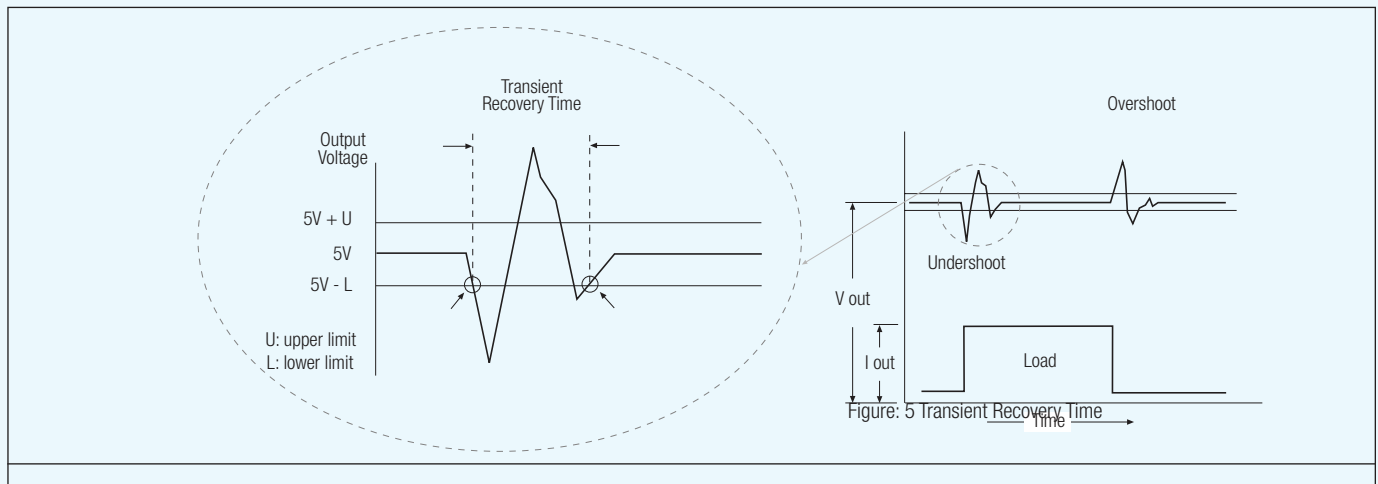 Transient
Recovery Time
Output
Voltage
5V + U
5V
5V - L
U: upper limit
L: lower limit
Overshoot
Undershoot
V out
I out
Load
Figure: 5 Transient Recovery Time
Time